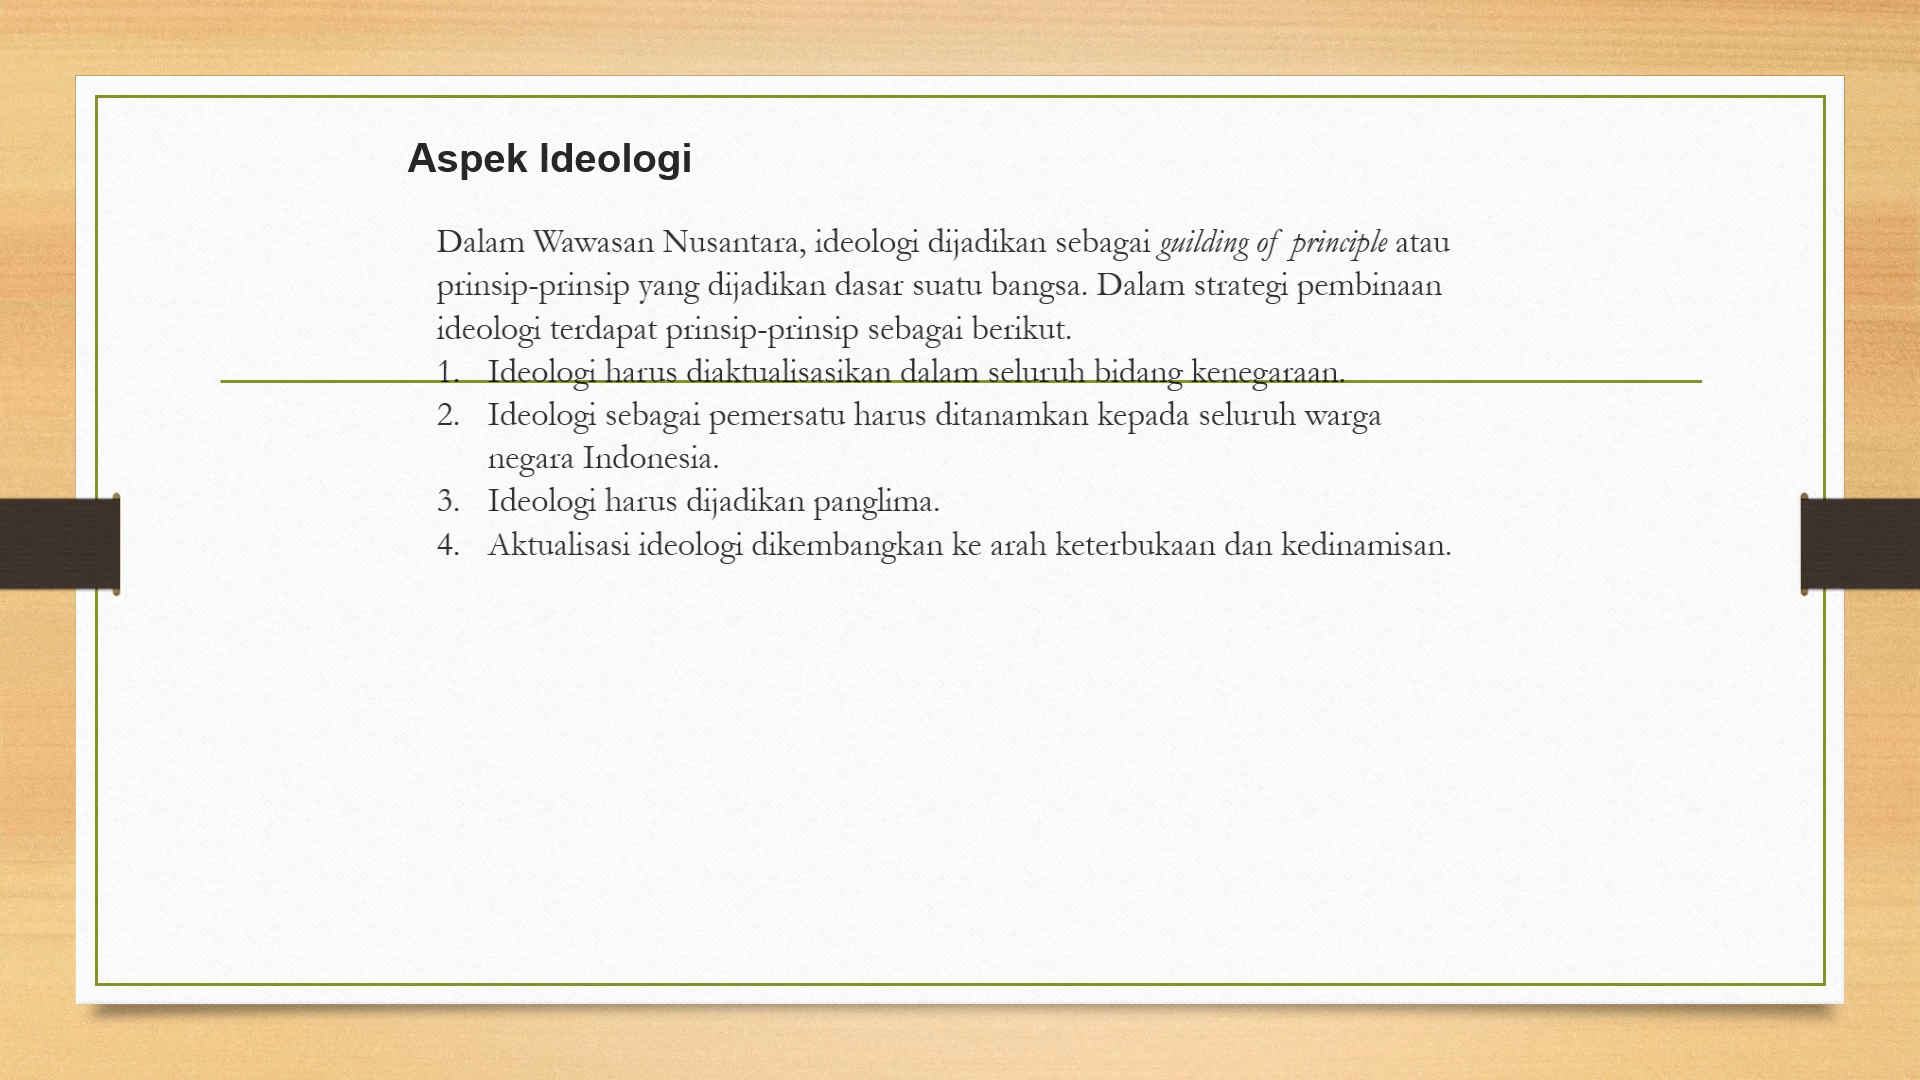 Aspek Ideologi
Dalam Wawasan Nusantara, ideologi dijadikan sebagai guilding of principle atau
prinsip-prinsip yang dijadikan dasar suatu bangsa. Dalam strategi pembinaan
ideologi terdapat prinsip-prinsip sebagai berikut.
1. Ideologi harus diaktualisasikan dalam seluruh bidang kenegaraan.
2. Ideologi sebagai pemersatu harus ditanamkan kepada seluruh warga
negara Indonesia.
3. Ideologi harus dijadikan panglima.
4. Aktualisasi ideologi dikembangkan ke arah keterbukaan dan kedinamisan.